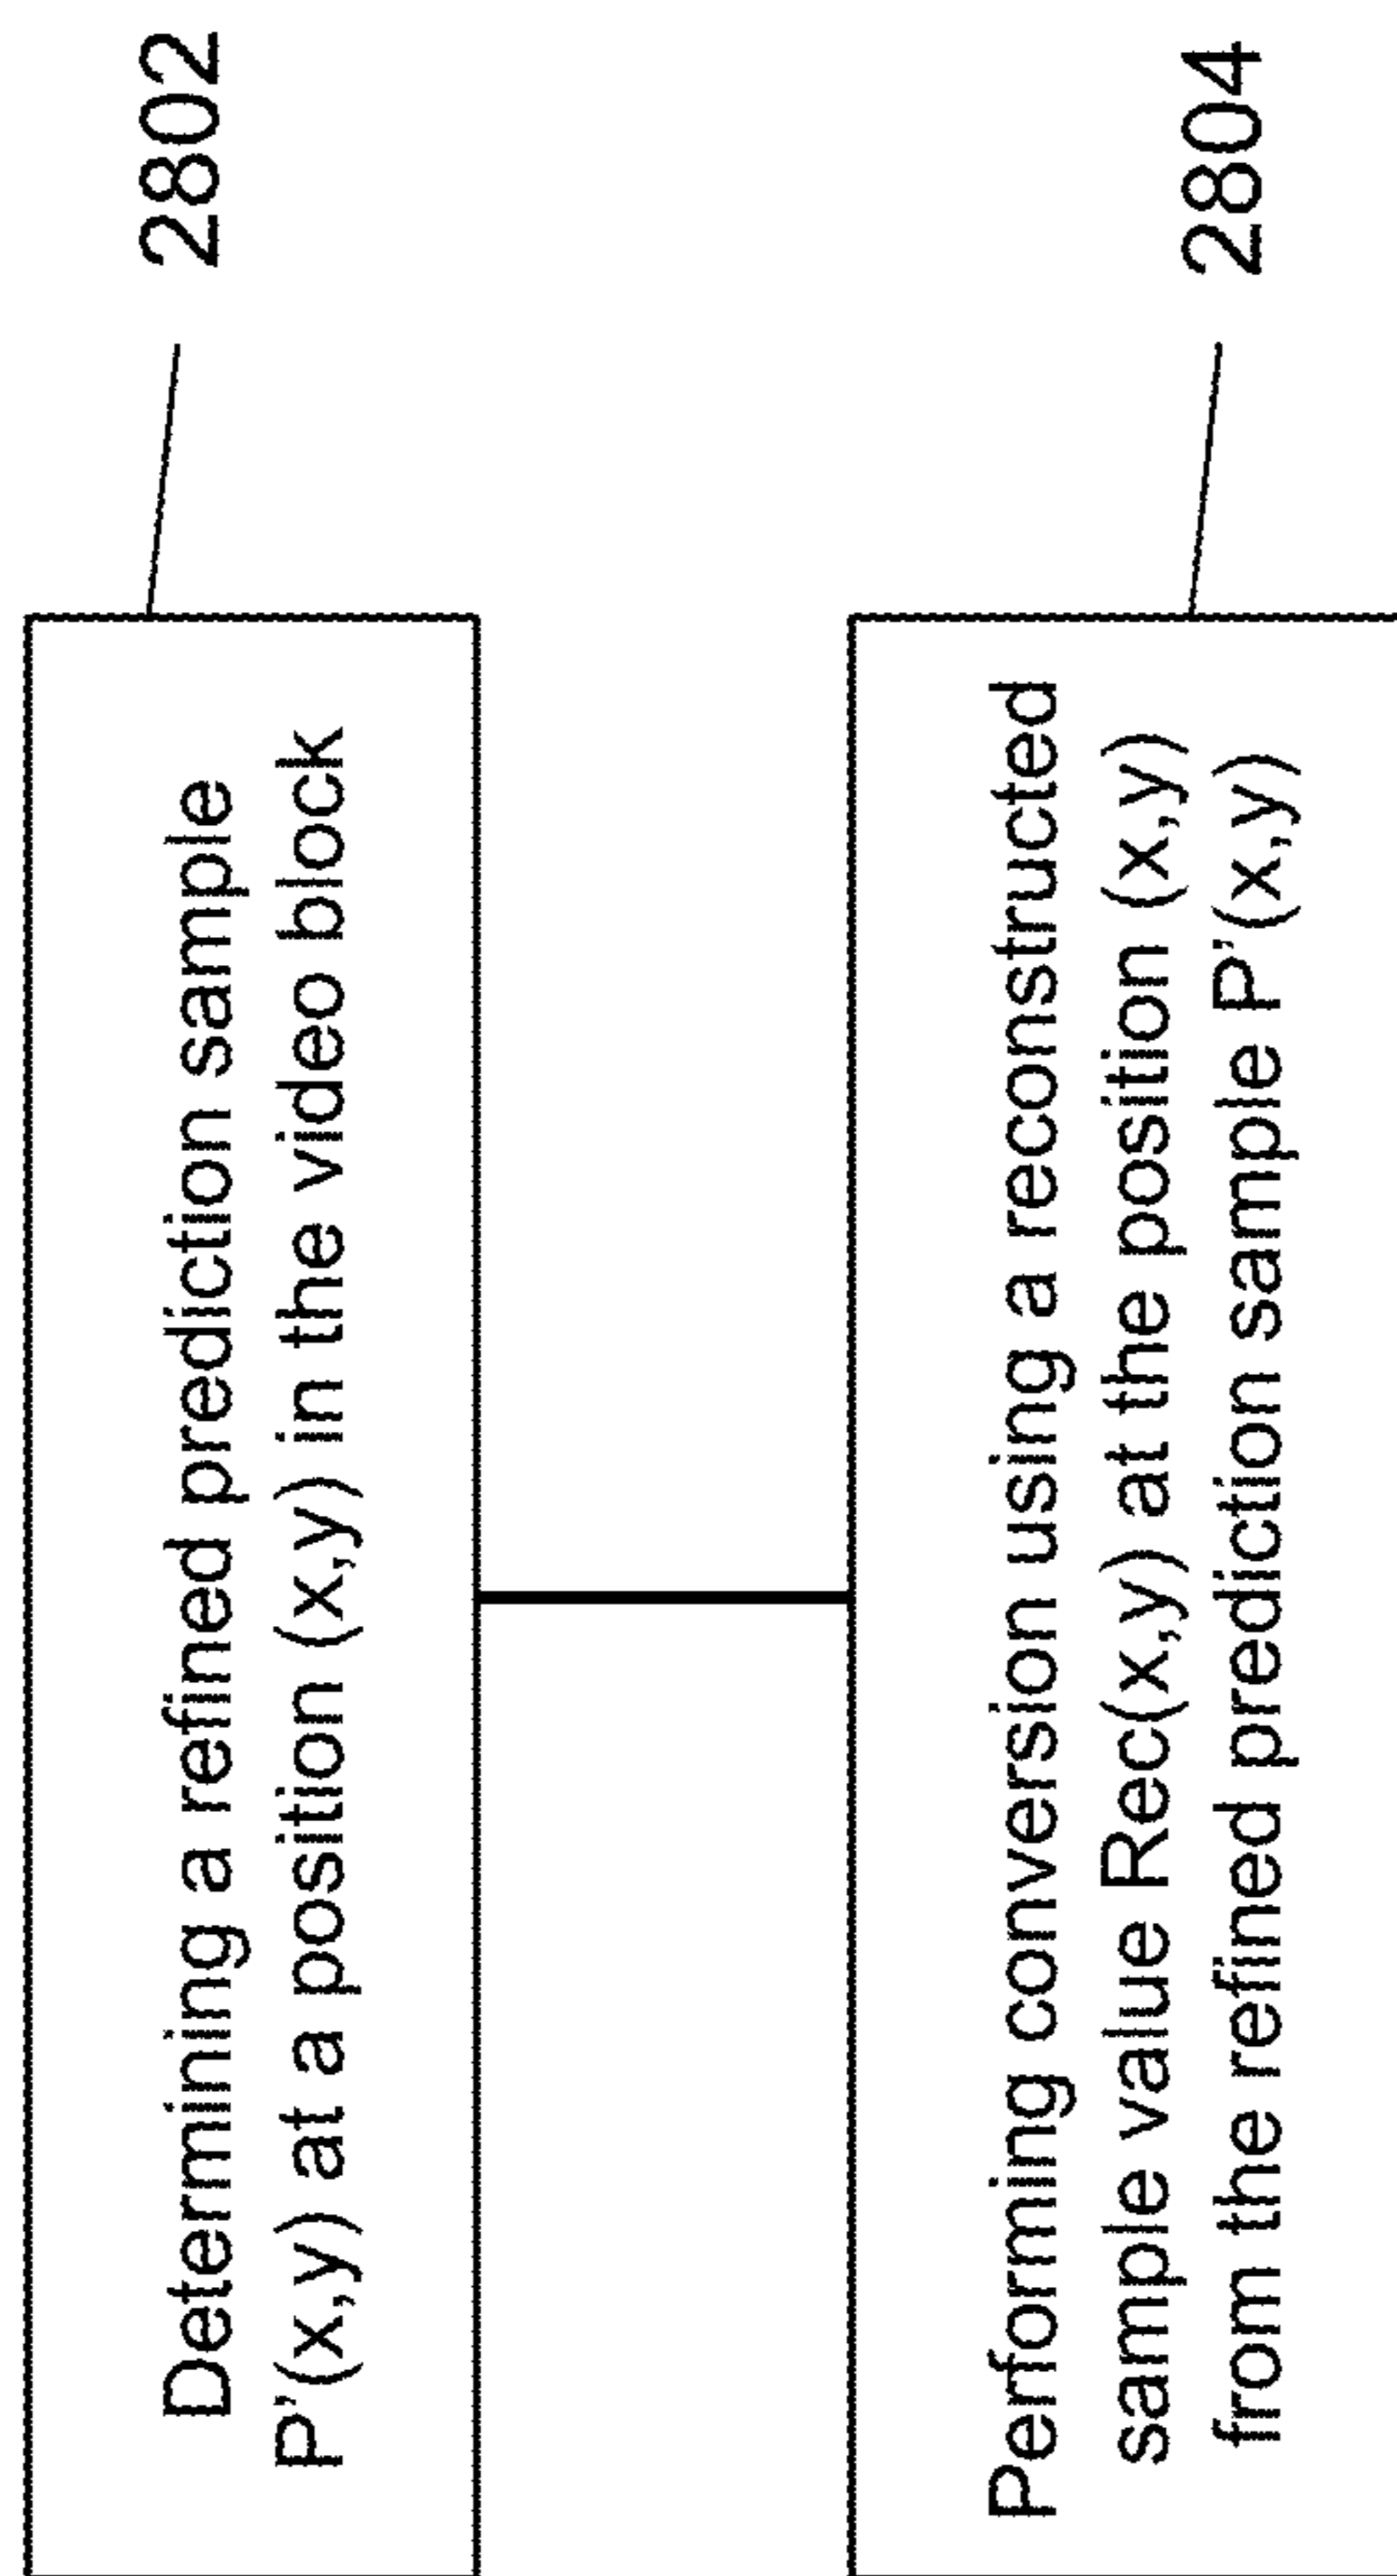 Determining a refined prediction sample
P'(x,y) at a position (x,y) in the video block
2802
Performing conversion using a reconstructed
sample value Rec(x,y) at the position (x,y)
from the refined prediction sample P'(x,y)
2804